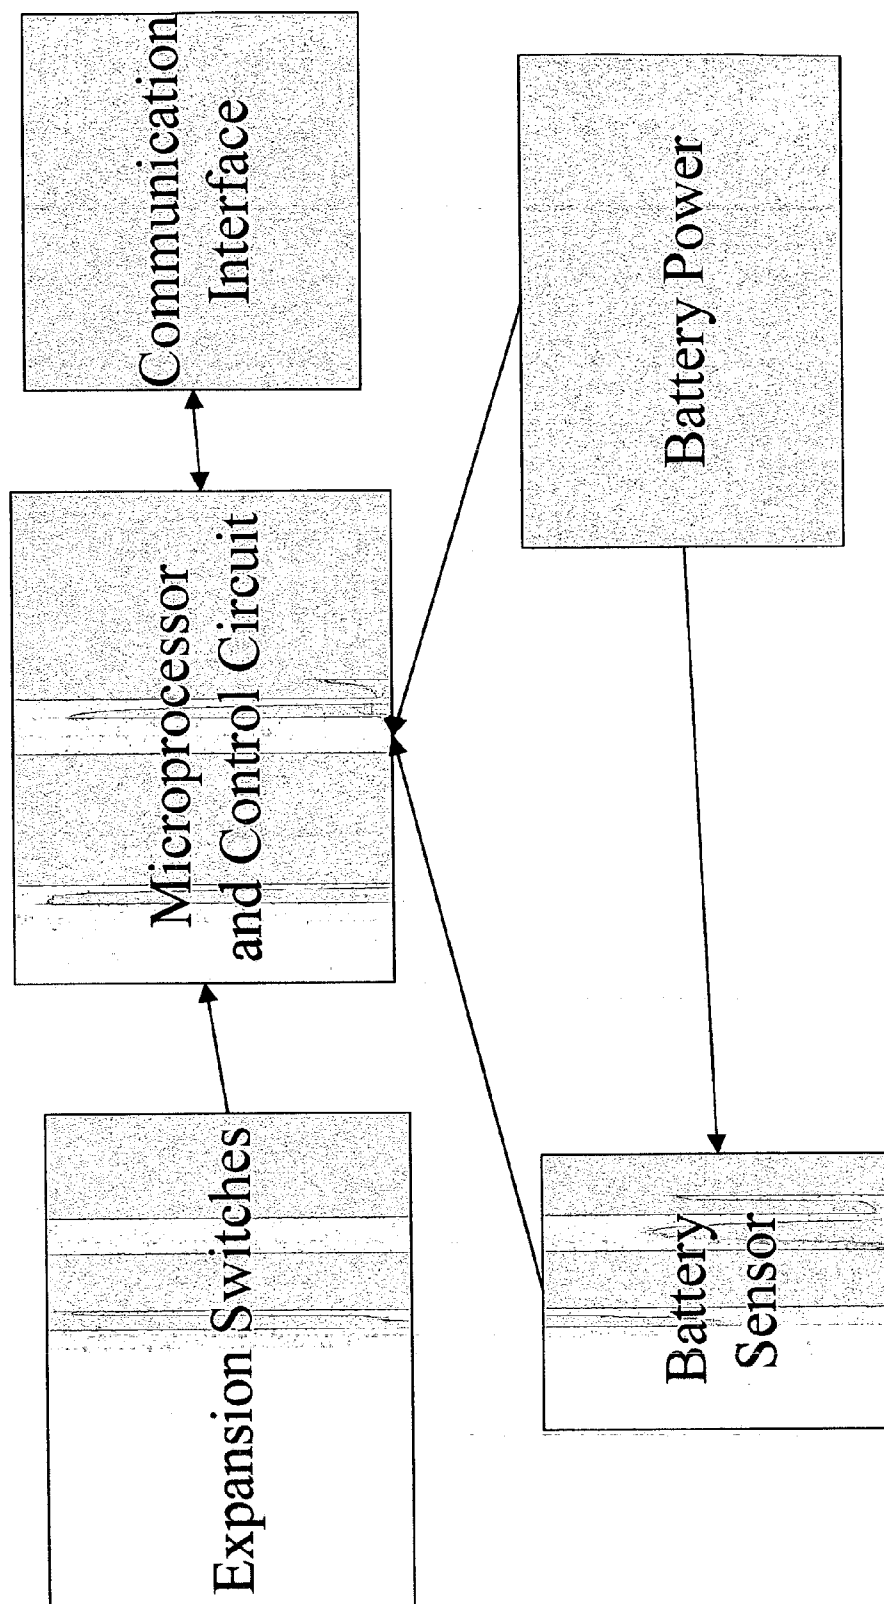 Expansion Switches
Microprocessor
and Control Circuit
Communication
Interface
Battery
Sensor
Battery Power